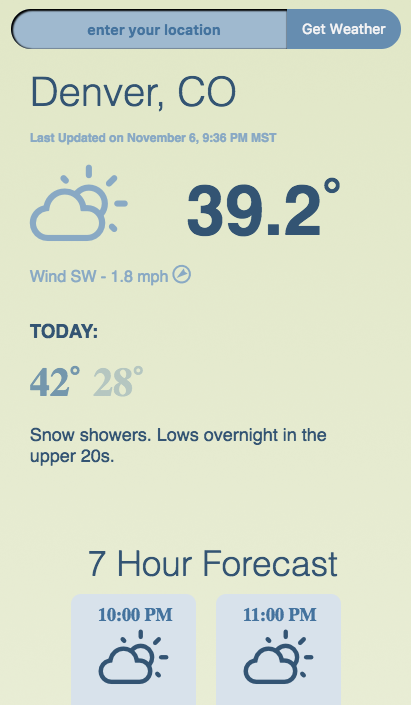 enter your location
Get Weather
Denver, CO
Last Updated on November 6, 9:36 PM MST
39.2°
Wind SW - 1.8 mph
TODAY:
42° 28°
Snow showers. Lows overnight in the
upper 20s.
7 Hour Forecast
10:00 PM
11:00 PM